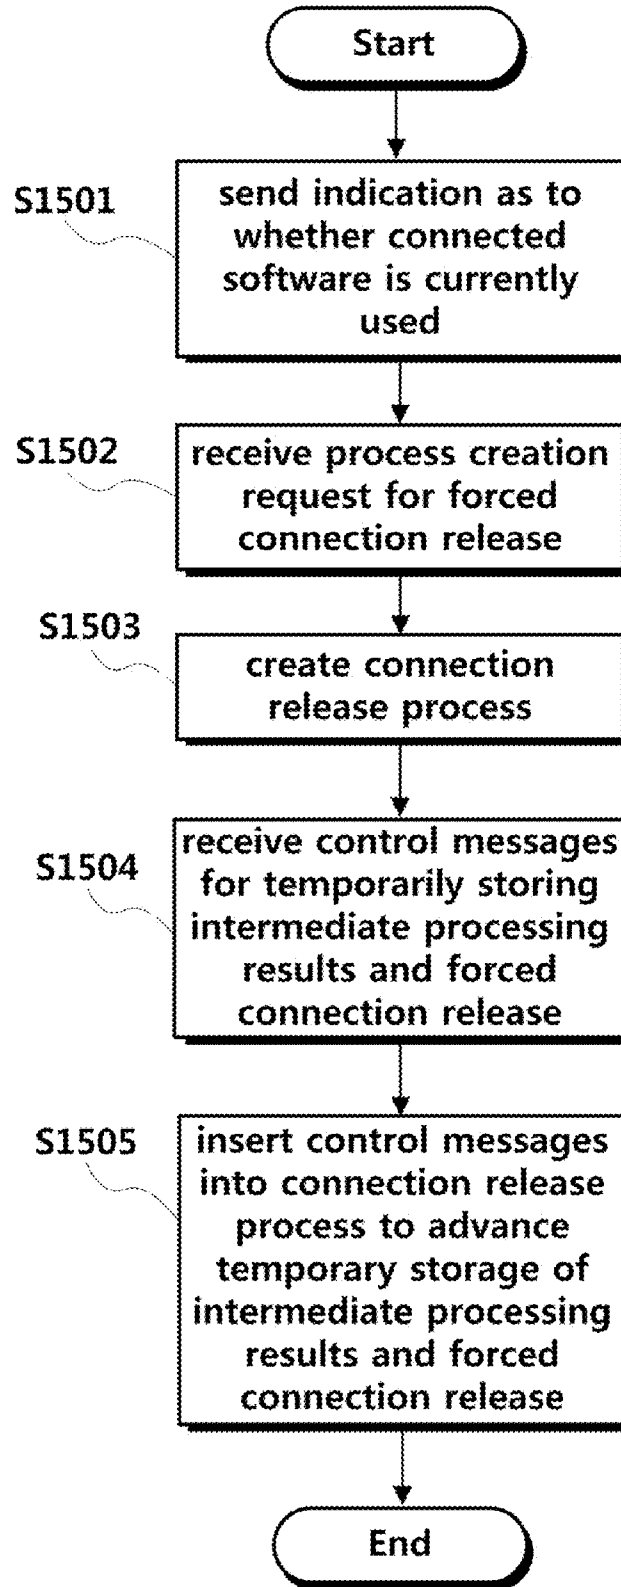 Start
S1501
send indication as to
whether connected
software is currently
used
S1502
receive process creation
request for forced
connection release
S1503
create connection
release process
S1504
receive control messages
for temporarily storing
intermediate processing
results and forced
connection release
S1505
insert control messages
into connection release
process to advance
temporary storage of
intermediate processing
results and forced
connection release
End